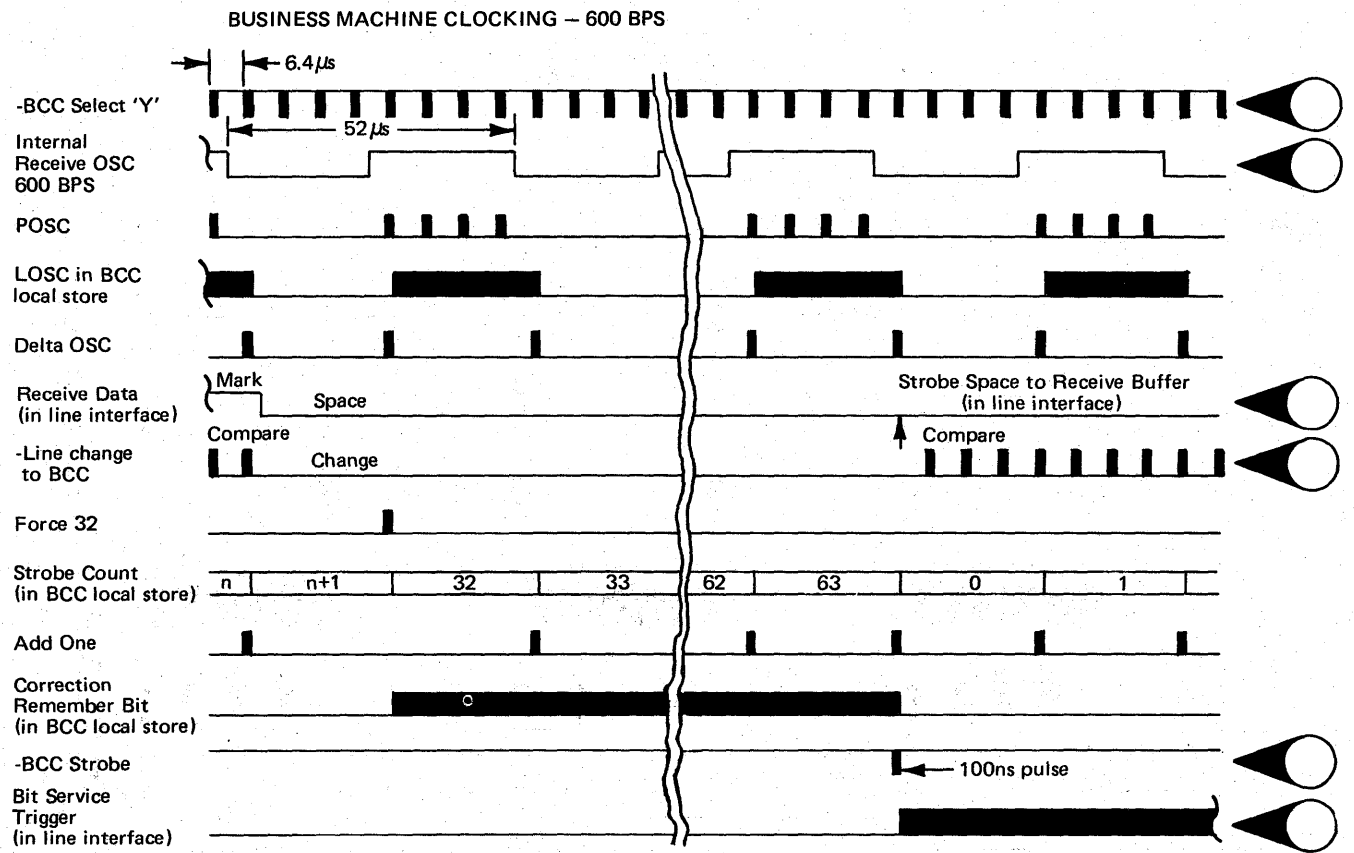 BUSINESS MACHINE CLOCKING – 600 BPS
6.4μs
-BCC Select 'Y'
52μs
Internal
Receive OSC
600 BPS
POSC
LOSC in BCC
local store
Delta OSC
Receive Data
(in line interface)
Mark
Space
Strobe Space to Receive Buffer
(in line interface)
-Line change
to BCC
Compare
Change
Compare
Force 32
Strobe Count
(in BCC local store)
n n+1 32 33 62 63 0 1
Add One
Correction
Remember Bit
(in BCC local store)
-BCC Strobe
100ns pulse
Bit Service
Trigger
(in line interface)